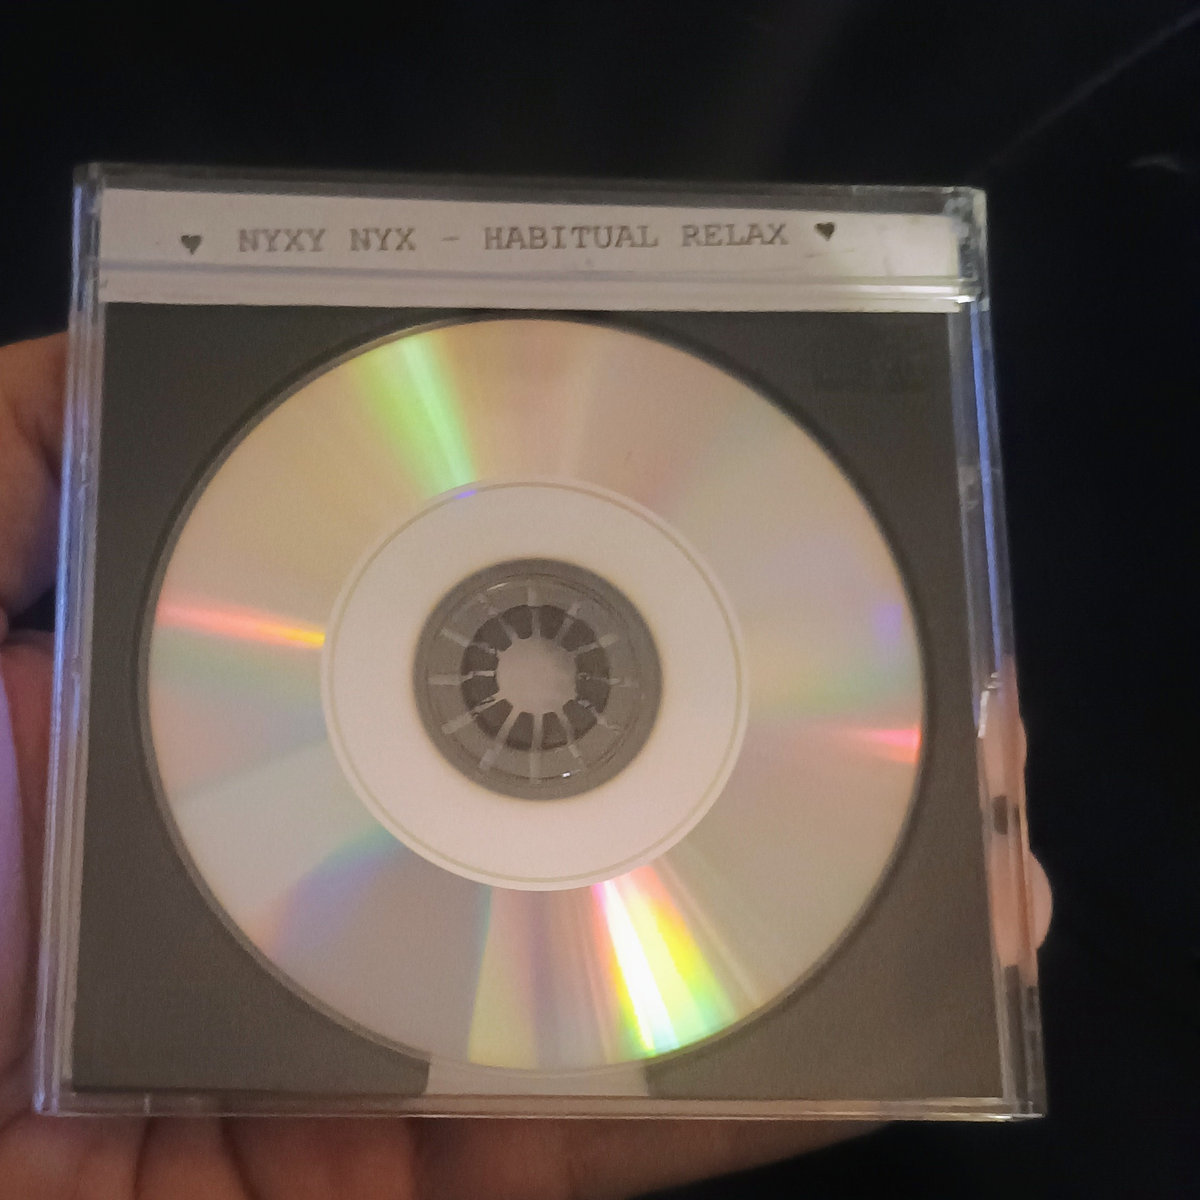 ♥ NYXY NYX - HABITUAL RELAX ♥